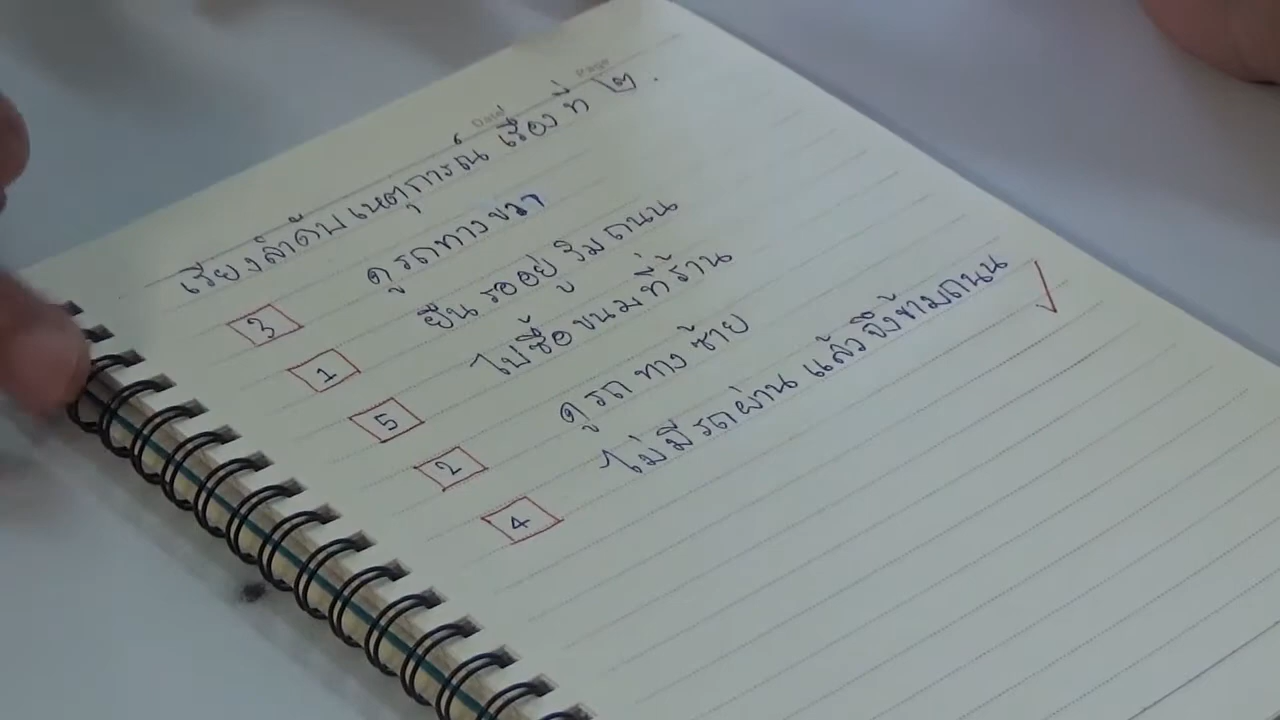 Date Page
เรียงลำดับเหตุการณ์ เรื่องที่ ๒.
3 ดูรถทางขวา
1 ยืนรออยู่ริมถนน
5 ไปซื้อขนมที่ร้าน
2 ดูรถทางซ้าย
4 ไม่มีรถผ่าน แล้วจึงข้ามถนน